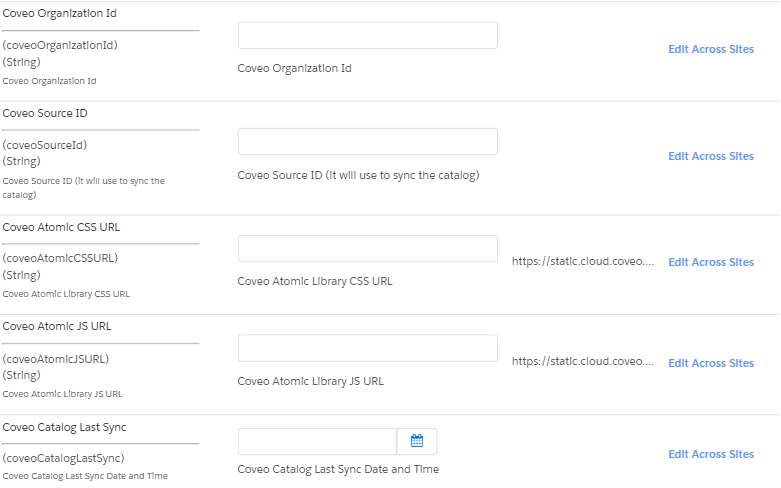 Coveo Organization Id
(coveoOrganizationId)
(String)
Coveo Organization Id
Coveo Organization Id
Edit Across Sites
Coveo Source ID
(coveoSourceId)
(String)
Coveo Source ID (It will use to sync the
catalog)
Coveo Source ID (It will use to sync the catalog)
Edit Across Sites
Coveo Atomic CSS URL
(coveoAtomicCSSURL)
(String)
Coveo Atomic Library CSS URL
Coveo Atomic Library CSS URL
https://static.cloud.coveo....
Edit Across Sites
Coveo Atomic JS URL
(coveoAtomicJSURL)
(String)
Coveo Atomic Library JS URL
Coveo Atomic Library JS URL
https://static.cloud.coveo....
Edit Across Sites
Coveo Catalog Last Sync
(coveoCatalogLastSync)
Coveo Catalog Last Sync Date and Time
Coveo Catalog Last Sync Date and Time
Edit Across Sites